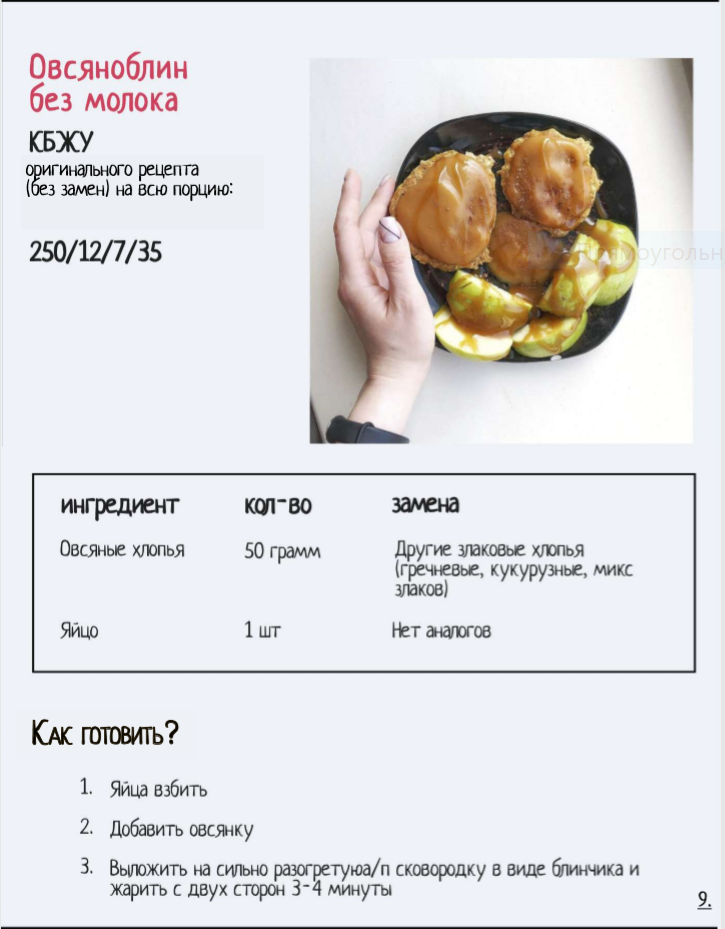 Овсяноблин
без молока
КБЖУ
оригинального рецепта
(без замен) на всю порцию:
250/12/7/35
Прямоугольн
ингредиент кол-во замена
Овсяные хлопья 50 грамм Другие злаковые хлопья
(гречневые, кукурузные, микс
злаков)
Яйцо 1 шт Нет аналогов
Как готовить?
1. Яйца взбить
2. Добавить овсянку
3. Выложить на сильно разогретуюа/п сковородку в виде блинчика и
жарить с двух сторон 3-4 минуты
9.